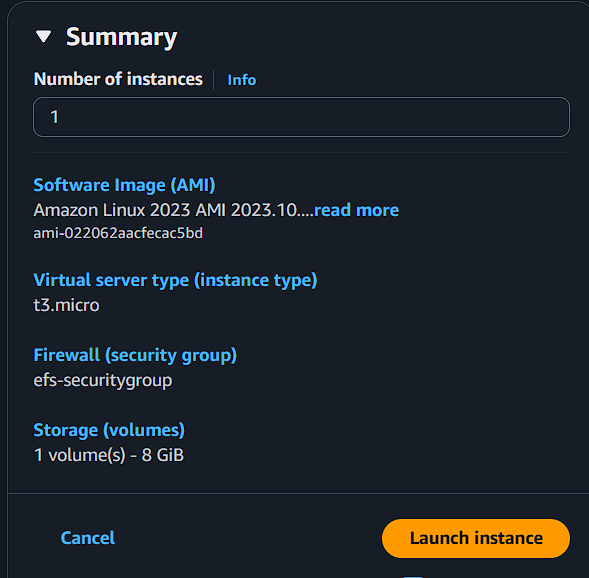 Summary
Number of instances Info
1
Software Image (AMI)
Amazon Linux 2023 AMI 2023.10....read more
ami-022062aacfecac5bd
Virtual server type (instance type)
t3.micro
Firewall (security group)
efs-securitygroup
Storage (volumes)
1 volume(s) - 8 GiB
Cancel Launch instance